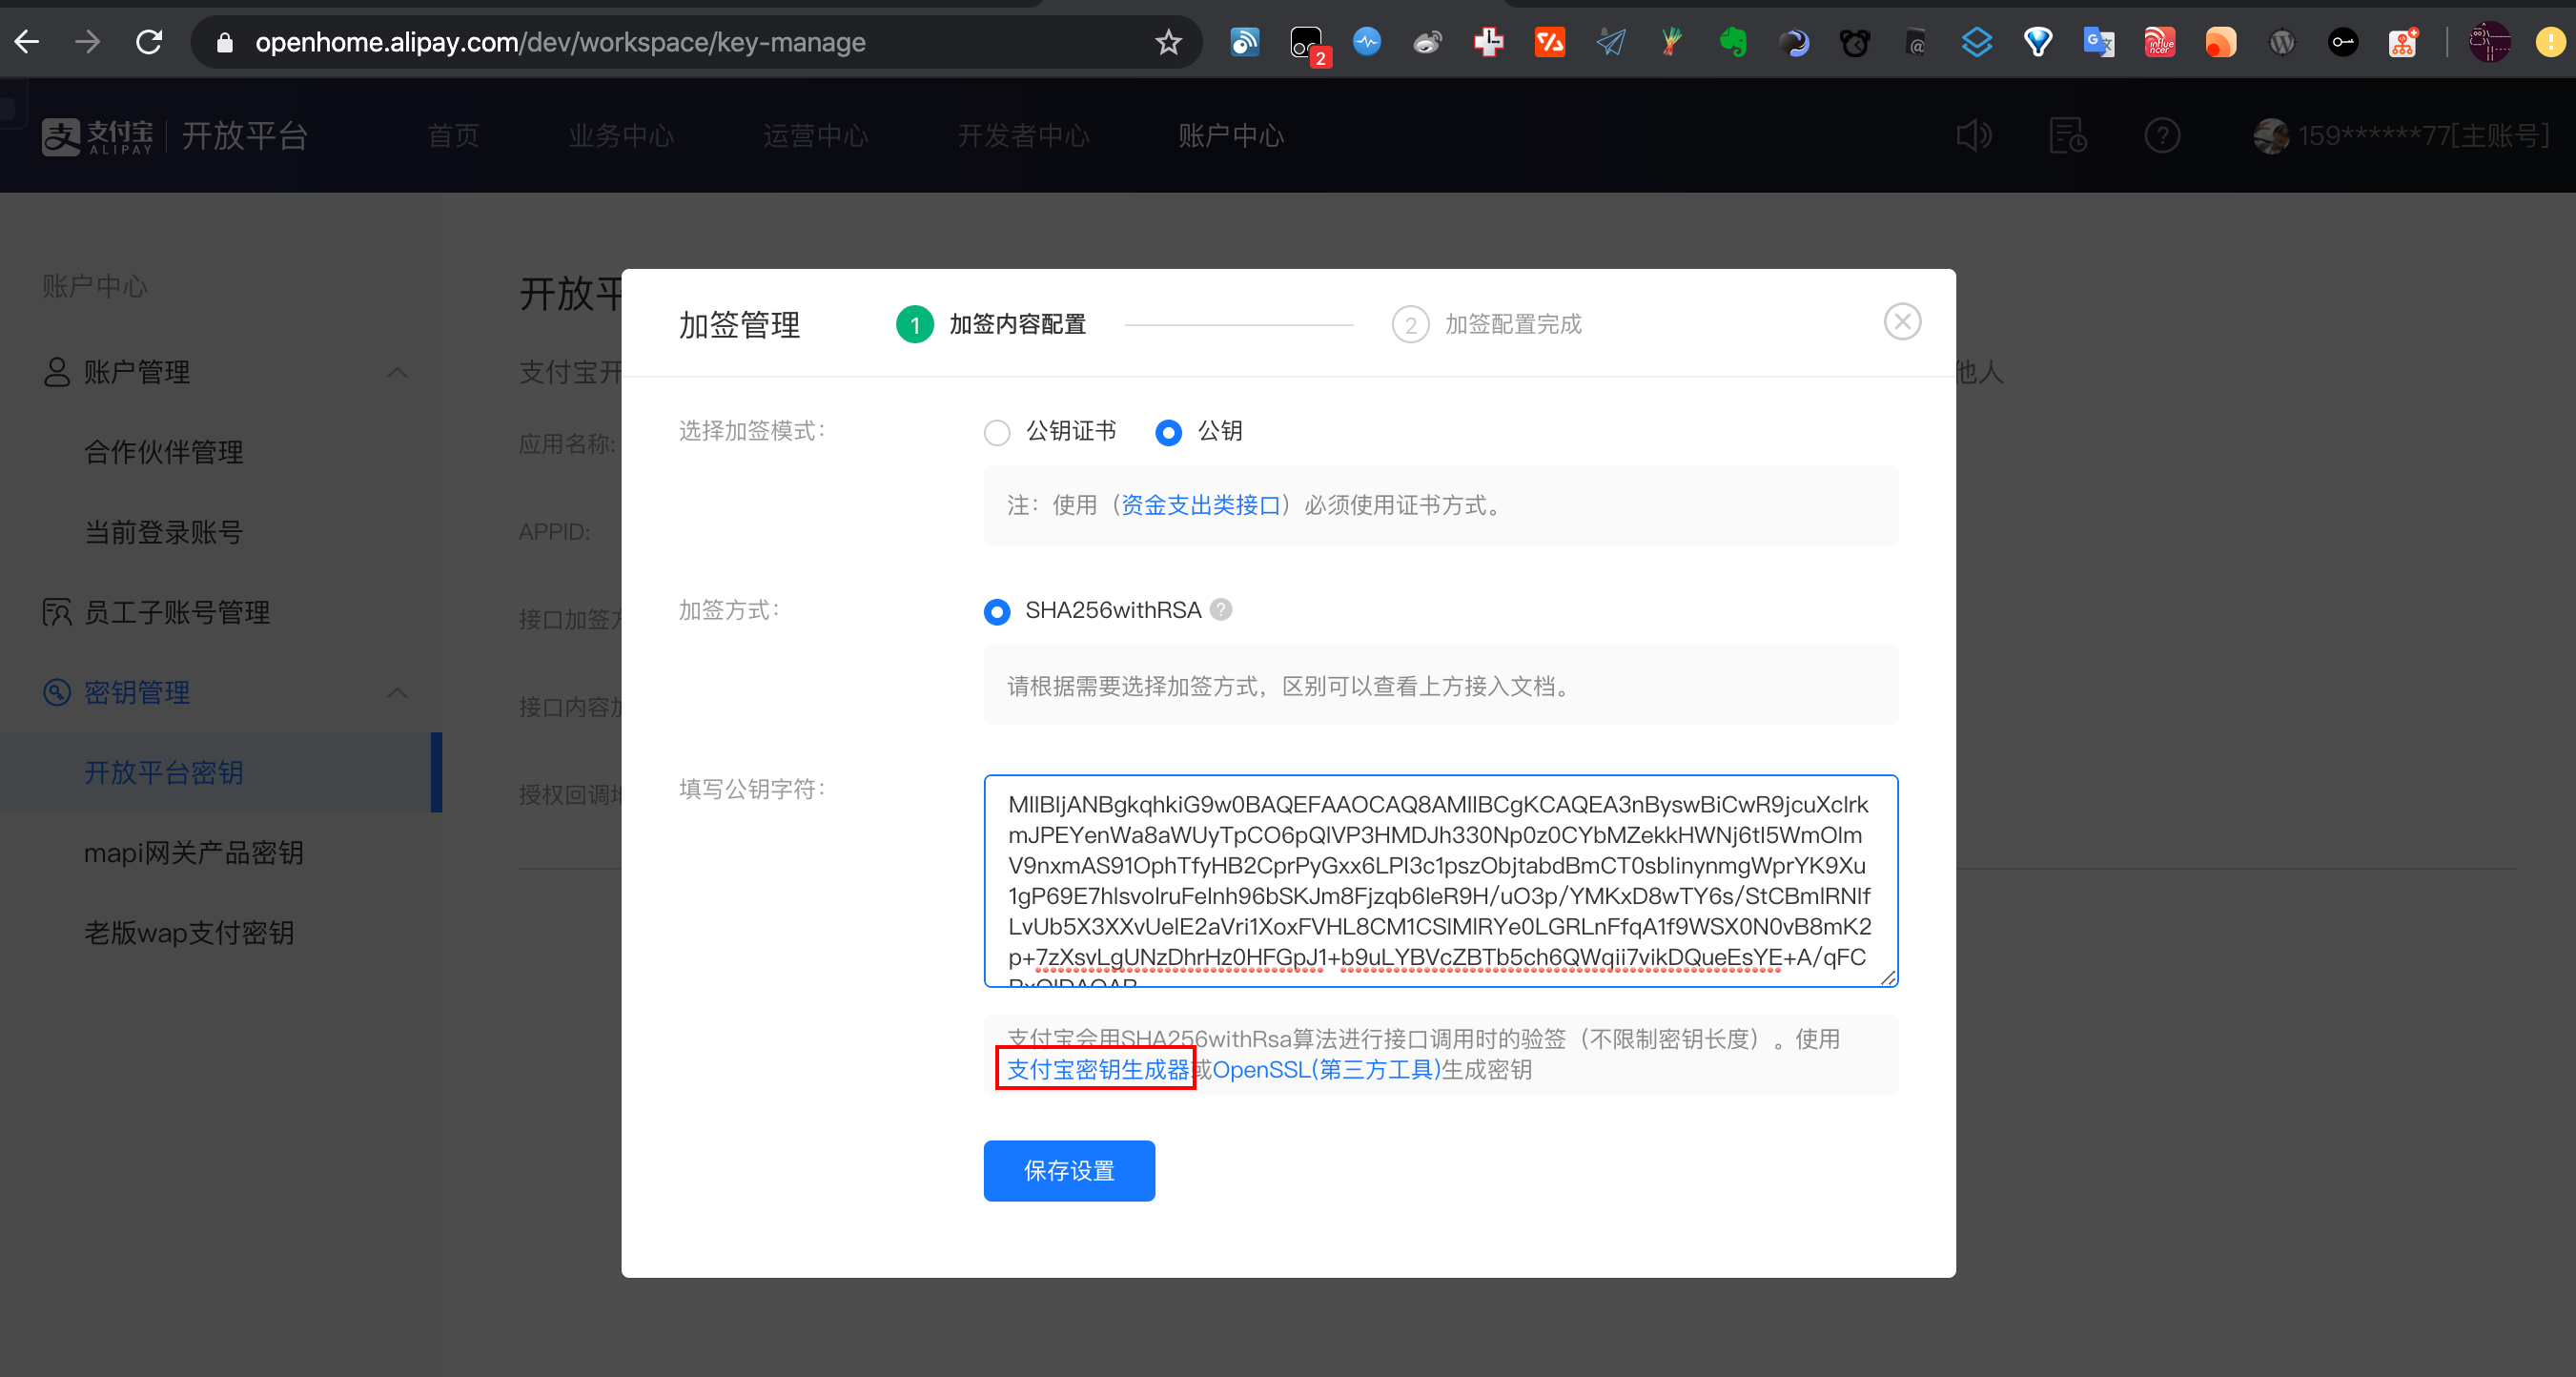 openhome.alipay.com/dev/workspace/key-manage
2
支 支付宝 ALIPAY 开放平台 首页 业务中心 运营中心 开发者中心 账户中心 159******77[主账号]
账户中心
账户管理
合作伙伴管理
当前登录账号
员工子账号管理
密钥管理
开放平台密钥
mapi网关产品密钥
老版wap支付密钥
开放平
支付宝开
他人
应用名称:
APPID:
接口加签方
接口内容加
授权回调地
加签管理 1 加签内容配置 2 加签配置完成
选择加签模式: 公钥证书 公钥
注：使用（资金支出类接口）必须使用证书方式。
加签方式: SHA256withRSA ?
请根据需要选择加签方式，区别可以查看上方接入文档。
填写公钥字符:
MIIBIjANBgkqhkiG9w0BAQEFAAOCAQ8AMIIBCgKCAQEA3nByswBiCwR9jcuXcIrk
mJPEYenWa8aWUyTpCO6pQlVP3HMDJh330Np0z0CYbMZekkHWNj6tI5WmOIm
V9nxmAS91OphTfyHB2CprPyGxx6LPI3c1pszObjtabdBmCT0sbIinynmgWprYK9Xu
1gP69E7hlsvolruFeInh96bSKJm8Fjzqb6leR9H/uO3p/YMKxD8wTY6s/StCBmIRNIf
LvUb5X3XXvUelE2aVri1XoxFVHL8CM1CSIMIRYe0LGRLnFfqA1f9WSX0N0vB8mK2
p+7zXsvLgUNzDhrHz0HFGpJ1+b9uLYBVcZBTb5ch6QWqii7vikDQueEsYE+A/qFC
BxQIDAQAB
支付宝会用SHA256withRsa算法进行接口调用时的验签（不限制密钥长度）。使用
支付宝密钥生成器或OpenSSL(第三方工具)生成密钥
保存设置